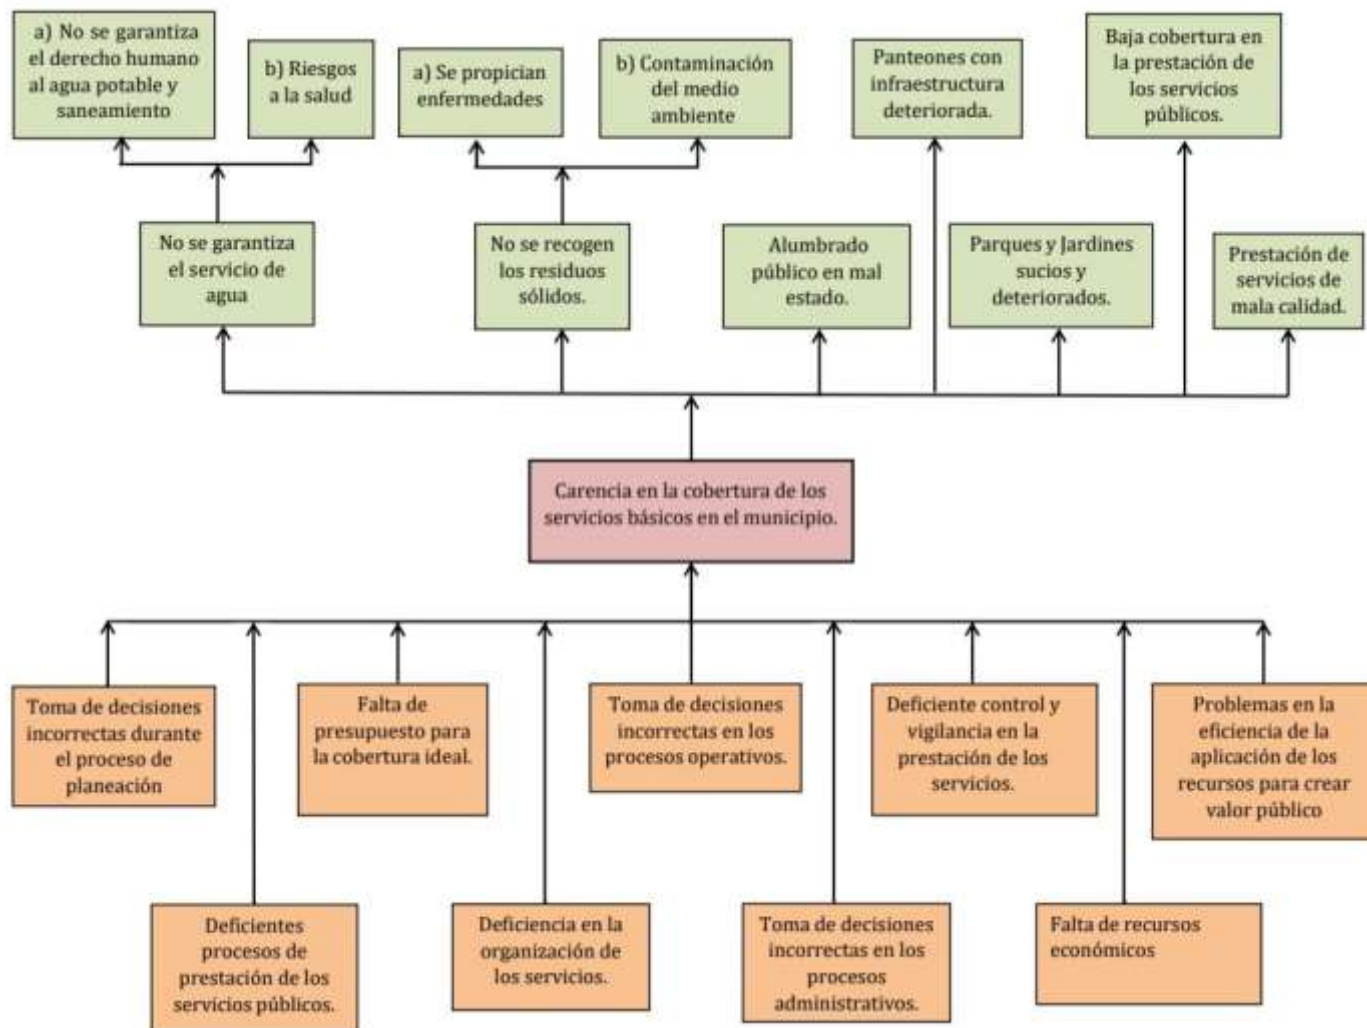 a) No se garantiza
el derecho humano
al agua potable y
saneamiento
b) Riesgos
a la salud
a) Se propician
enfermedades
b) Contaminación
del medio
ambiente
Panteones con
infraestructura
deteriorada.
Baja cobertura en
la prestación de
los servicios
públicos.
No se garantiza
el servicio de
agua
No se recogen
los residuos
sólidos.
Alumbrado
público en mal
estado.
Parques y Jardines
sucios y
deteriorados.
Prestación de
servicios de
mala calidad.
Carencia en la cobertura de los
servicios básicos en el municipio.
Toma de decisiones
incorrectas durante
el proceso de
planeación
Falta de
presupuesto para
la cobertura ideal.
Toma de decisiones
incorrectas en los
procesos operativos.
Deficiente control y
vigilancia en la
prestación de los
servicios.
Problemas en la
eficiencia de la
aplicación de los
recursos para crear
valor público
Deficientes
procesos de
prestación de los
servicios públicos.
Deficiencia en la
organización de
los servicios.
Toma de decisiones
incorrectas en los
procesos
administrativos.
Falta de recursos
económicos